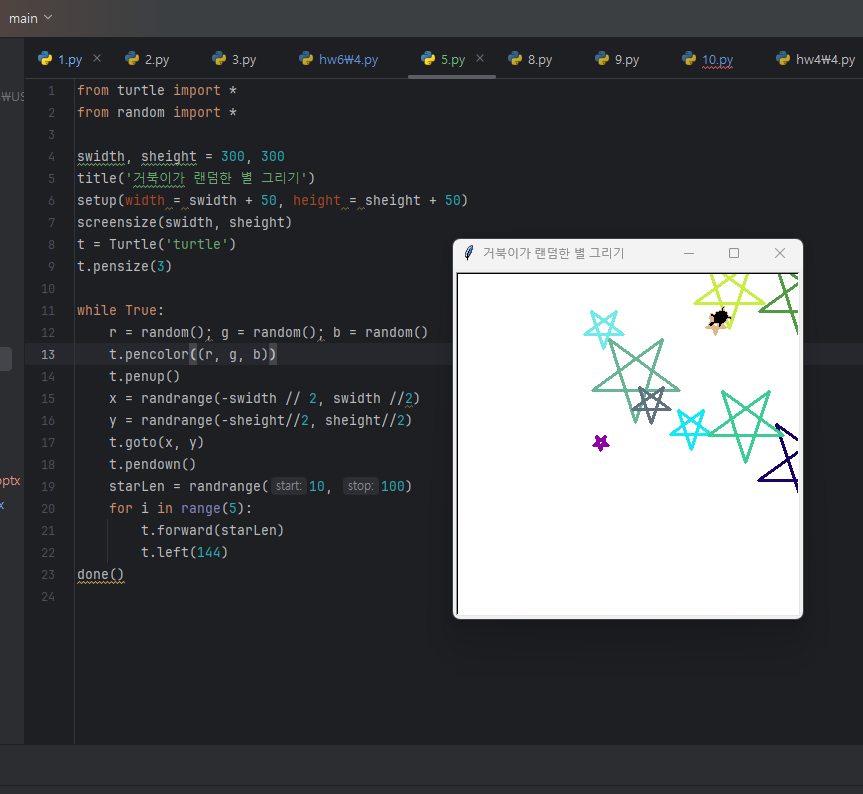 main
1.py
2.py
3.py
hw6₩4.py
5.py
8.py
9.py
10.py
hw4₩4.py
₩US
1 from turtle import *
2 from random import *
3
4 swidth, sheight = 300, 300
5 title('거북이가 랜덤한 별 그리기')
6 setup(width = swidth + 50, height = sheight + 50)
7 screensize(swidth, sheight)
8 t = Turtle('turtle')
9 t.pensize(3)
10
11 while True:
12 r = random(); g = random(); b = random()
13 t.pencolor((r, g, b))
14 t.penup()
15 x = randrange(-swidth // 2, swidth //2)
16 y = randrange(-sheight//2, sheight//2)
17 t.goto(x, y)
18 t.pendown()
19 starLen = randrange( start: 10, stop: 100)
20 for i in range(5):
21 t.forward(starLen)
22 t.left(144)
23 done()
24
거북이가 랜덤한 별 그리기
pptx
x